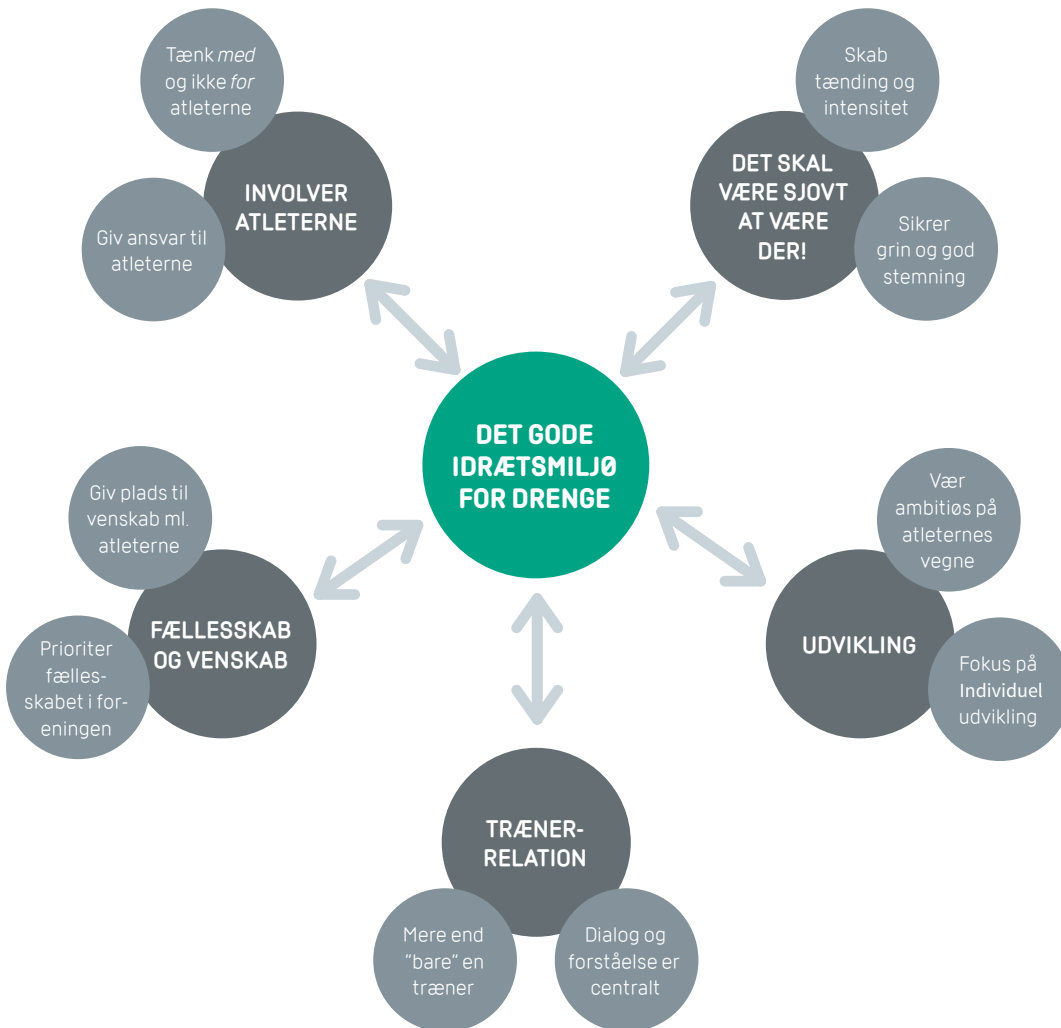 Tænk med
og ikke for
atleterne
INVOLVER
ATLETERNE
Giv ansvar til
atleterne
Skab
tænding og
intensitet
DET SKAL
VÆRE SJOVT
AT VÆRE
DER!
Sikrer
grin og god
stemning
DET GODE
IDRÆTSMILJØ
FOR DRENGE
Giv plads til
venskab ml.
atleterne
FÆLLESSKAB
OG VENSKAB
Prioriter
fælles-
skabet i for-
eningen
Vær
ambitiøs på
atleternes
vegne
UDVIKLING
Fokus på
Individuel
udvikling
TRÆNER-
RELATION
Mere end
"bare" en
træner
Dialog og
forståelse er
centralt